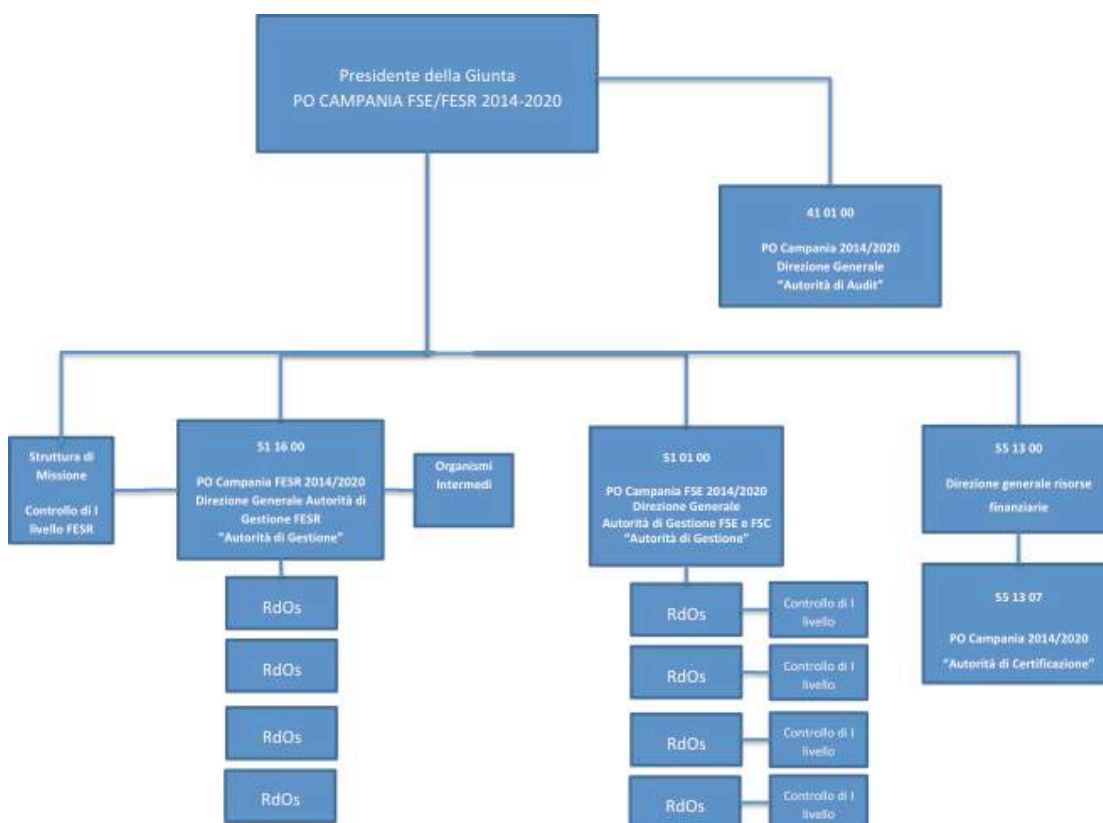 Presidente della Giunta
PO CAMPANIA FSE/FESR 2014-2020
41 01 00
PO Campania 2014/2020
Direzione Generale
"Autorità di Audit"
Struttura di
Missione
Controllo di I
livello FESR
51 16 00
PO Campania FESR 2014/2020
Direzione Generale Autorità di
Gestione FESR
"Autorità di Gestione"
Organismi
Intermedi
51 01 00
PO Campania FSE 2014/2020
Direzione Generale
Autorità di Gestione FSE e FSC
"Autorità di Gestione"
55 13 00
Direzione generale risorse
finanziarie
55 13 07
PO Campania 2014/2020
"Autorità di Certificazione"
RdOs
RdOs
RdOs
RdOs
RdOs
Controllo di I
livello
RdOs
Controllo di I
livello
RdOs
Controllo di I
livello
RdOs
Controllo di I
livello